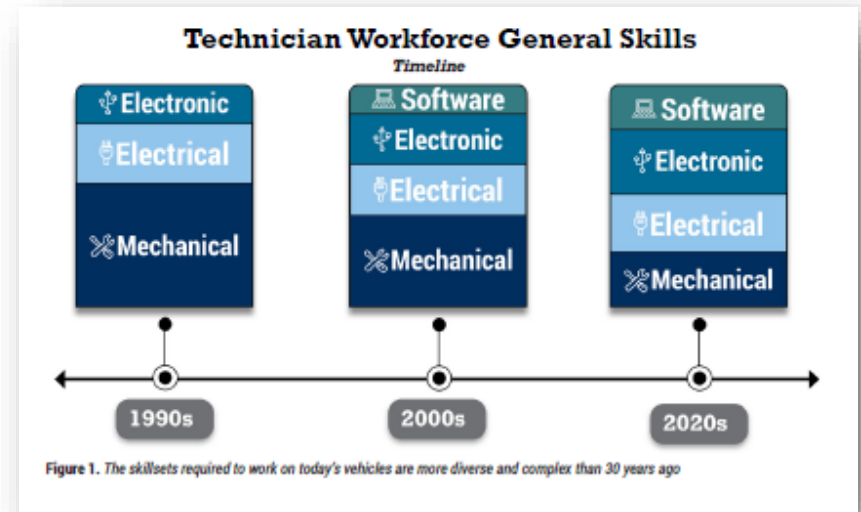 Technician Workforce General Skills
Timeline
Electronic
Electrical
Mechanical
Software
Electronic
Electrical
Mechanical
Software
Electronic
Electrical
Mechanical
1990s
2000s
2020s
Figure 1. The skillsets required to work on today's vehicles are more diverse and complex than 30 years ago